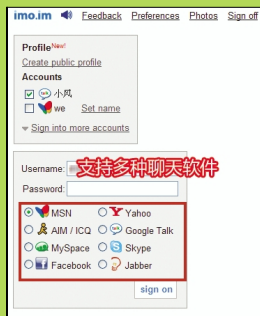 imo.im Feedback Preferences Photos Sign off
Profile New!
Create public profile
Accounts
小风
we Set name
Sign into more accounts
Username:
支持多种聊天软件
Password:
MSN Yahoo
AIM / ICQ Google Talk
MySpace Skype
Facebook Jabber
sign on